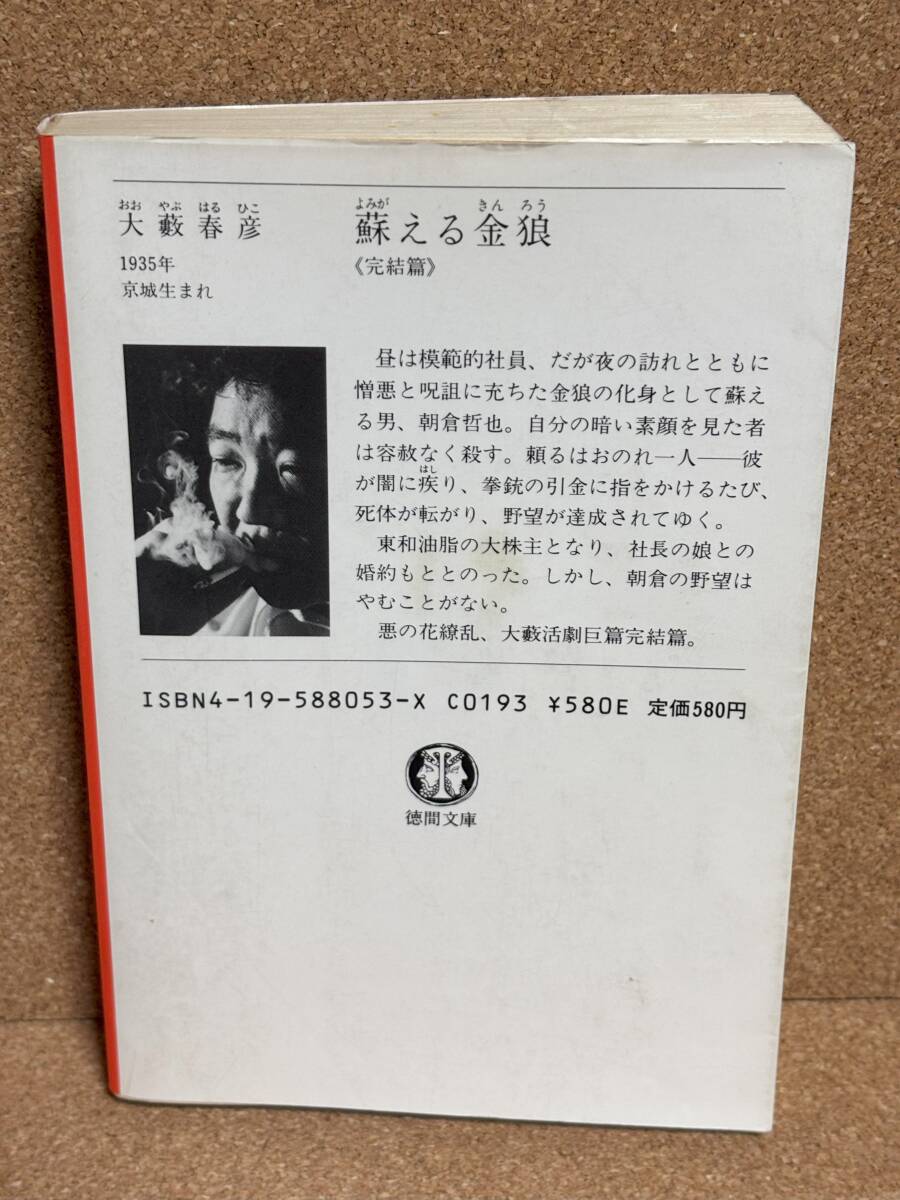 おお やぶ はる ひこ
大藪春彦
1935年
京城生まれ
よみが きん ろう
蘇える金狼
《完結篇》
昼は模範的社員、だが夜の訪れとともに
憎悪と呪詛に充ちた金狼の化身として蘇え
る男、朝倉哲也。自分の暗い素顔を見た者
は容赦なく殺す。頼るはおのれ一人――彼
はし
が闇に疾り、拳銃の引金に指をかけるたび、
死体が転がり、野望が達成されてゆく。
東和油脂の大株主となり、社長の娘との
婚約もととのった。しかし、朝倉の野望は
やむことがない。
悪の花繚乱、大藪活劇巨篇完結篇。
ISBN4-19-588053-X C0193 ¥580E 定価580円
徳間文庫